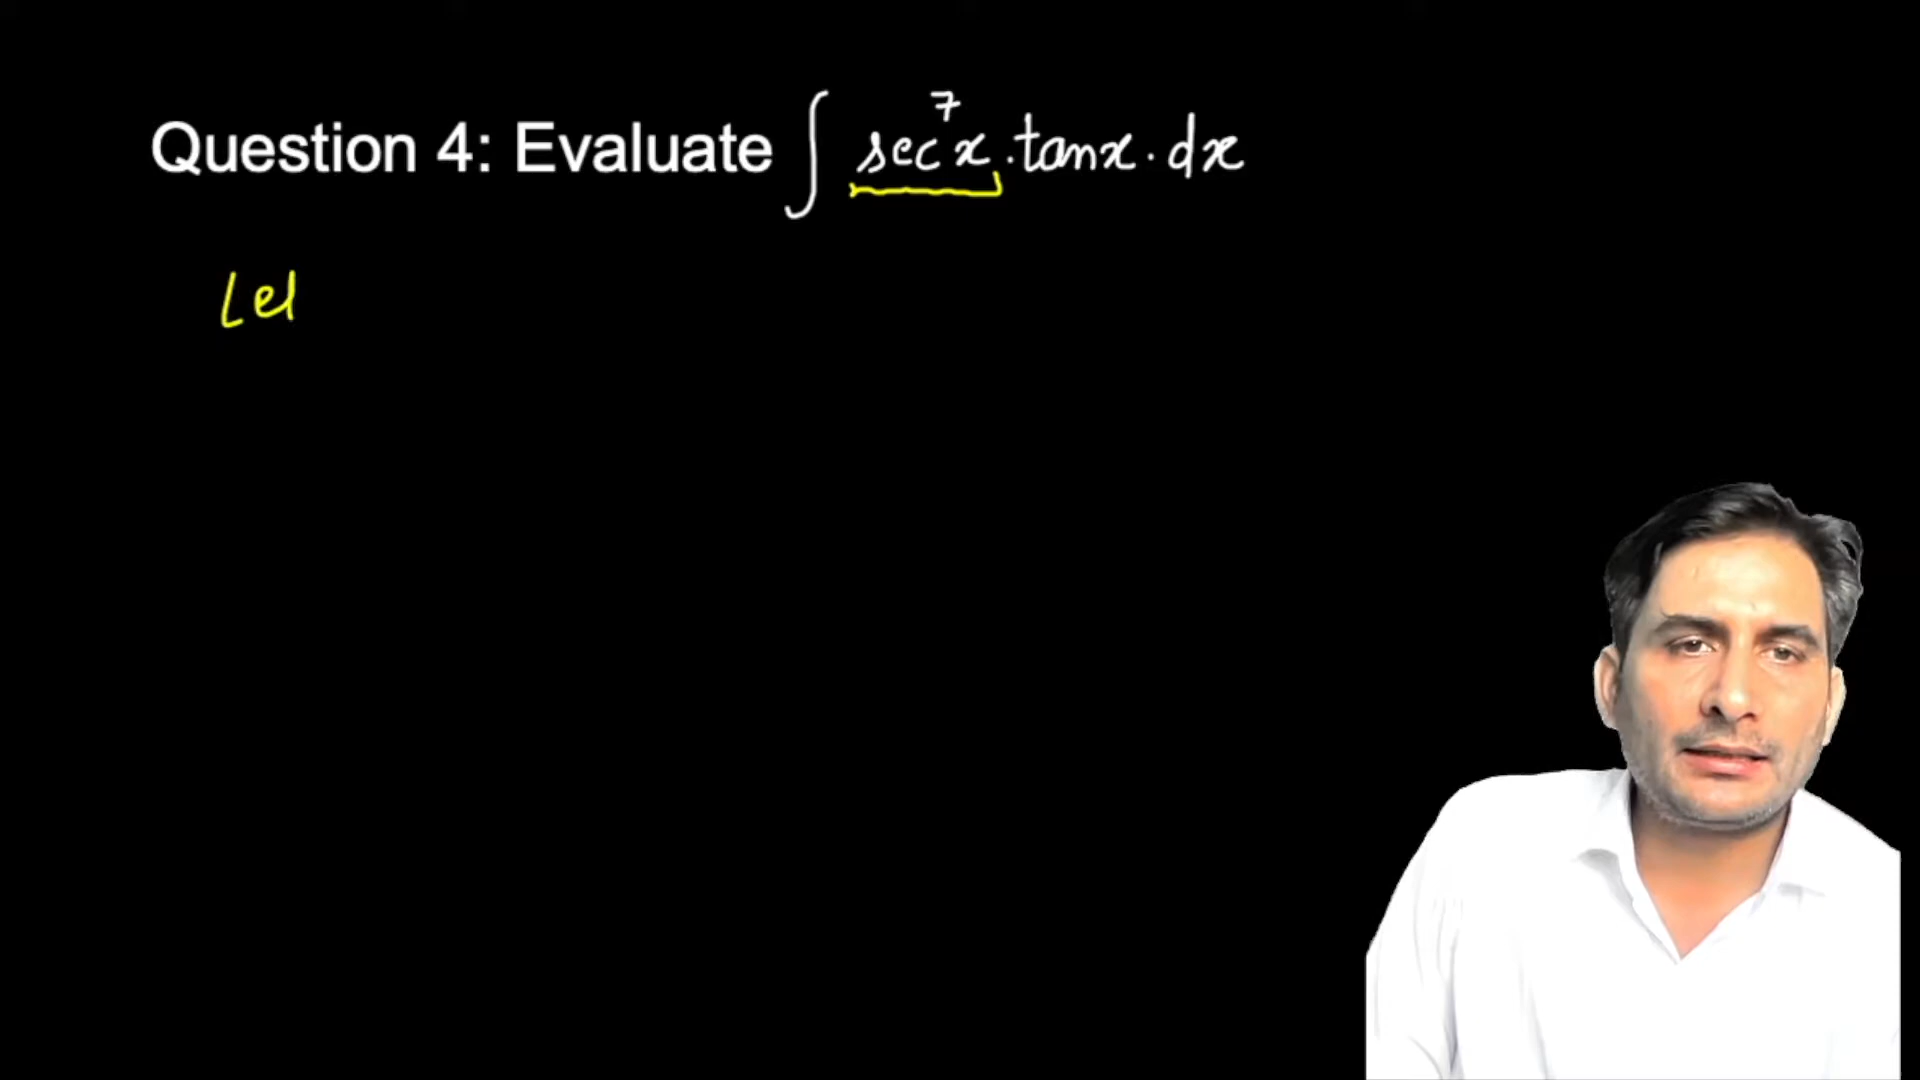 Question 4: Evaluate ∫ sec⁷x · tanx · dx
Let